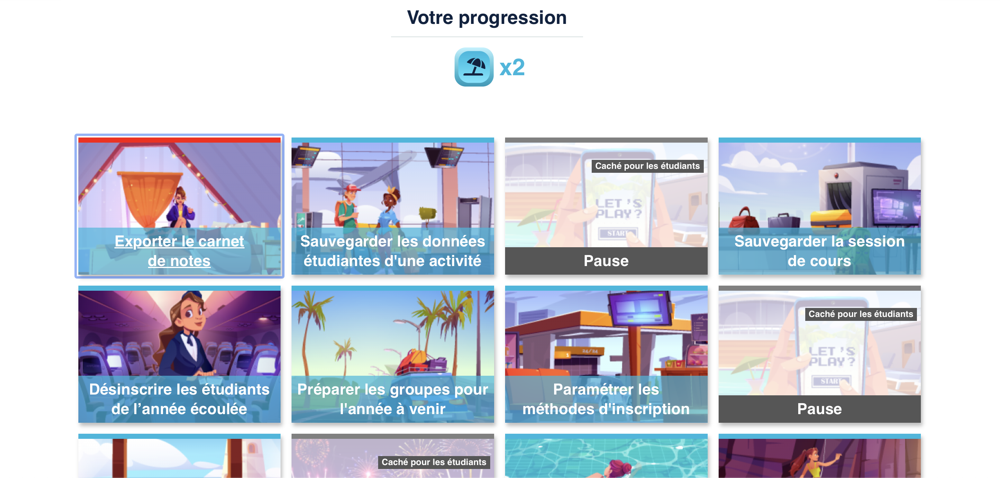 Votre progression
x2
Exporter le carnet
de notes
Sauvegarder les données
étudiantes d'une activité
Caché pour les étudiants
LET'S
PLAY?
START
Pause
Sauvegarder la session
de cours
Désinscrire les étudiants
de l’année écoulée
Préparer les groupes pour
l'année à venir
24/24
1
Paramétrer les
méthodes d'inscription
Caché pour les étudiants
LET'S
PLAY?
START
Pause
Caché pour les étudiants